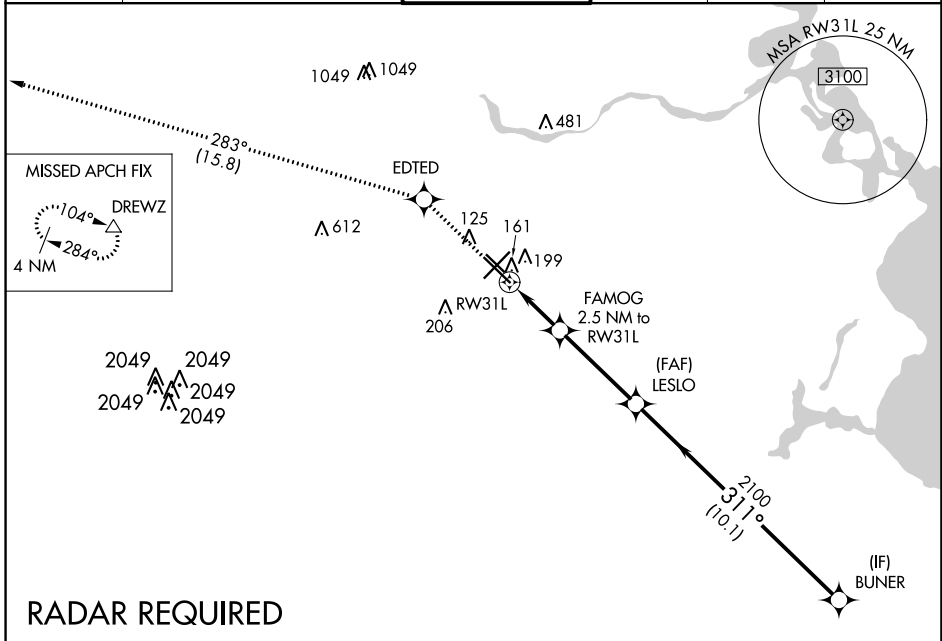 MSA RW31L 25 NM
3100
1049
1049
481
283°
(15.8)
MISSED APCH FIX
104°
DREWZ
284°
4 NM
EDTED
612
125
161
199
RW31L
206
FAMOG
2.5 NM to
RW31L
(FAF)
LESLO
2049
2049
2049
2049
2049
2100
311°
(10.1)
(IF)
BUNER
RADAR REQUIRED